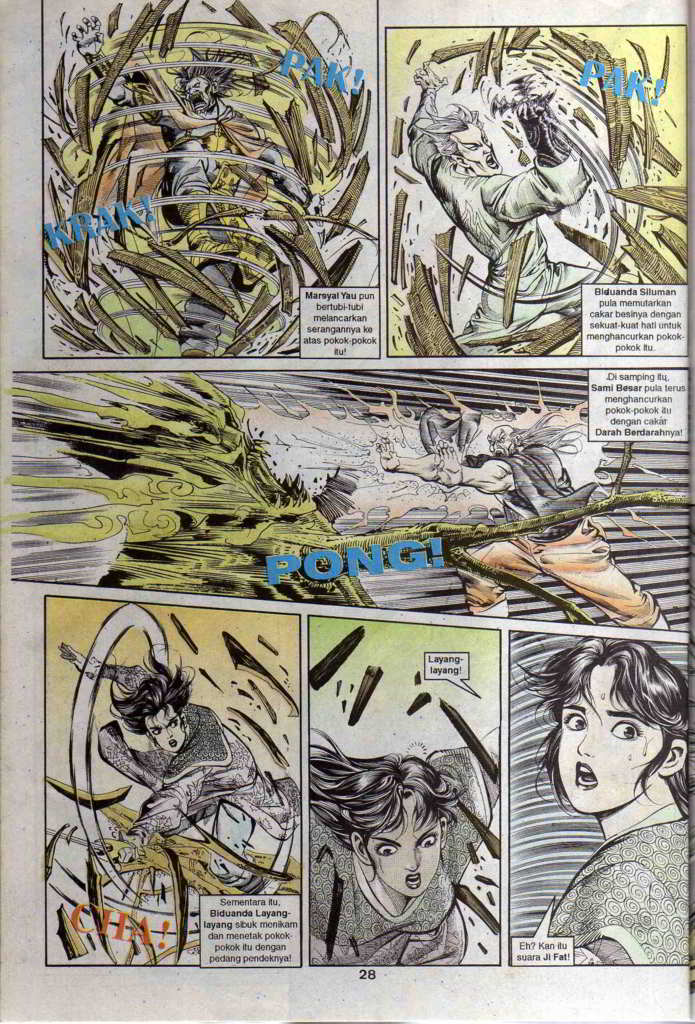 PAK!
KRAK!
Marsyal Yau pun
bertubi-tubi
melancarkan
serangannya ke
atas pokok-pokok
itu!
PAK!
Biduanda Siluman
pula memutarkan
cakar besinya dengan
sekuat-kuat hati untuk
menghancurkan pokok-
pokok itu.
Di samping itu,
Sami Besar pula terus
menghancurkan
pokok-pokok itu
dengan cakar
Darah Berdarahnya!
PONG!
CHA!
Sementara itu,
Biduanda Layang-
layang sibuk menikam
dan menetak pokok-
pokok itu dengan
pedang pendeknya!
Layang-
layang!
Eh? Kan itu
suara Ji Fat!
28